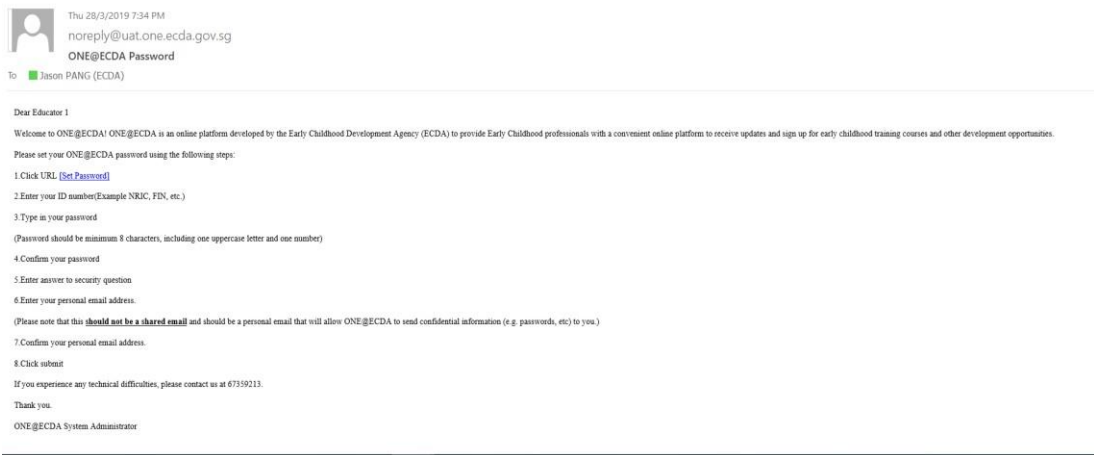 Thu 28/3/2019 7:34 PM
noreply@uat.one.ecda.gov.sg
ONE@ECDA Password
To Jason PANG (ECDA)
Dear Educator 1
Welcome to ONE@ECDA! ONE@ECDA is an online platform developed by the Early Childhood Development Agency (ECDA) to provide Early Childhood professionals with a convenient online platform to receive updates and sign up for early childhood training courses and other development opportunities.
Please set your ONE@ECDA password using the following steps:
1.Click URL [Set Password]
2.Enter your ID number(Example NRIC, FIN, etc.)
3.Type in your password
(Password should be minimum 8 characters, including one uppercase letter and one number)
4.Confirm your password
5.Enter answer to security question
6.Enter your personal email address.
(Please note that this should not be a shared email and should be a personal email that will allow ONE@ECDA to send confidential information (e.g. passwords, etc) to you.)
7.Confirm your personal email address.
8.Click submit
If you experience any technical difficulties, please contact us at 67359213.
Thank you.
ONE@ECDA System Administrator